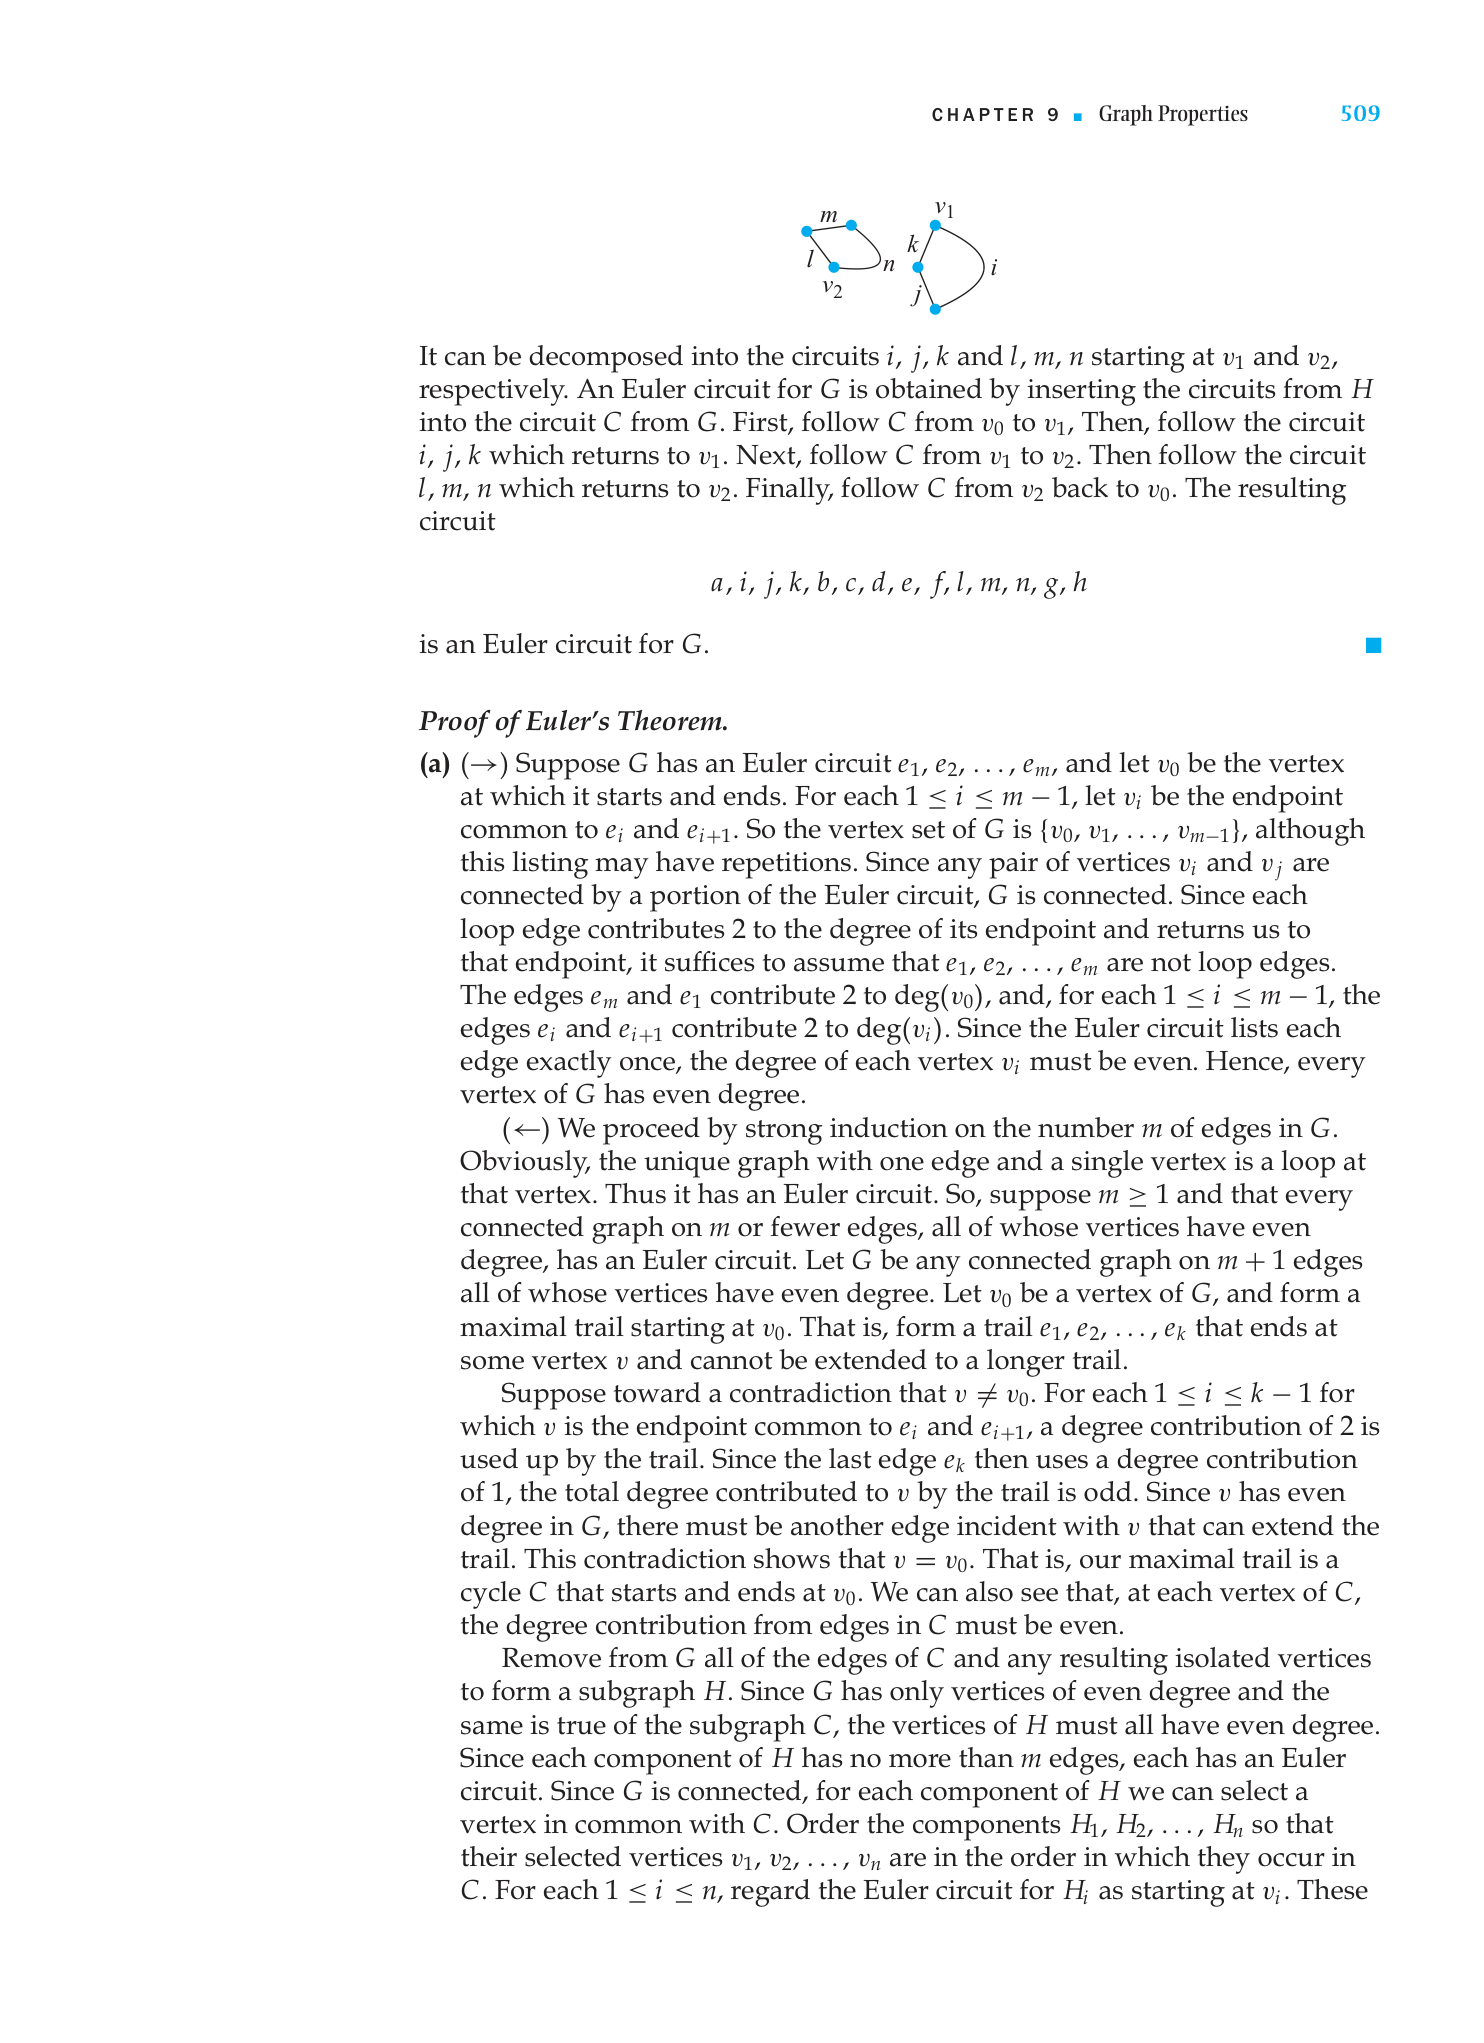 CHAPTER 9 ■ Graph Properties 509
m
v₁
k
l
n
i
v₂
j
It can be decomposed into the circuits i, j, k and l, m, n starting at v₁ and v₂,
respectively. An Euler circuit for G is obtained by inserting the circuits from H
into the circuit C from G. First, follow C from v₀ to v₁, Then, follow the circuit
i, j, k which returns to v₁. Next, follow C from v₁ to v₂. Then follow the circuit
l, m, n which returns to v₂. Finally, follow C from v₂ back to v₀. The resulting
circuit
a, i, j, k, b, c, d, e, f, l, m, n, g, h
is an Euler circuit for G. ■
Proof of Euler's Theorem.
(a) (→) Suppose G has an Euler circuit e₁, e₂, . . . , eₘ, and let v₀ be the vertex
at which it starts and ends. For each 1 ≤ i ≤ m − 1, let vᵢ be the endpoint
common to eᵢ and eᵢ₊₁. So the vertex set of G is {v₀, v₁, . . . , vₘ₋₁}, although
this listing may have repetitions. Since any pair of vertices vᵢ and vⱼ are
connected by a portion of the Euler circuit, G is connected. Since each
loop edge contributes 2 to the degree of its endpoint and returns us to
that endpoint, it suffices to assume that e₁, e₂, . . . , eₘ are not loop edges.
The edges eₘ and e₁ contribute 2 to deg(v₀), and, for each 1 ≤ i ≤ m − 1, the
edges eᵢ and eᵢ₊₁ contribute 2 to deg(vᵢ). Since the Euler circuit lists each
edge exactly once, the degree of each vertex vᵢ must be even. Hence, every
vertex of G has even degree.
(←) We proceed by strong induction on the number m of edges in G.
Obviously, the unique graph with one edge and a single vertex is a loop at
that vertex. Thus it has an Euler circuit. So, suppose m ≥ 1 and that every
connected graph on m or fewer edges, all of whose vertices have even
degree, has an Euler circuit. Let G be any connected graph on m + 1 edges
all of whose vertices have even degree. Let v₀ be a vertex of G, and form a
maximal trail starting at v₀. That is, form a trail e₁, e₂, . . . , eₖ that ends at
some vertex v and cannot be extended to a longer trail.
Suppose toward a contradiction that v ≠ v₀. For each 1 ≤ i ≤ k − 1 for
which v is the endpoint common to eᵢ and eᵢ₊₁, a degree contribution of 2 is
used up by the trail. Since the last edge eₖ then uses a degree contribution
of 1, the total degree contributed to v by the trail is odd. Since v has even
degree in G, there must be another edge incident with v that can extend the
trail. This contradiction shows that v = v₀. That is, our maximal trail is a
cycle C that starts and ends at v₀. We can also see that, at each vertex of C,
the degree contribution from edges in C must be even.
Remove from G all of the edges of C and any resulting isolated vertices
to form a subgraph H. Since G has only vertices of even degree and the
same is true of the subgraph C, the vertices of H must all have even degree.
Since each component of H has no more than m edges, each has an Euler
circuit. Since G is connected, for each component of H we can select a
vertex in common with C. Order the components H₁, H₂, . . . , Hₙ so that
their selected vertices v₁, v₂, . . . , vₙ are in the order in which they occur in
C. For each 1 ≤ i ≤ n, regard the Euler circuit for Hᵢ as starting at vᵢ. These